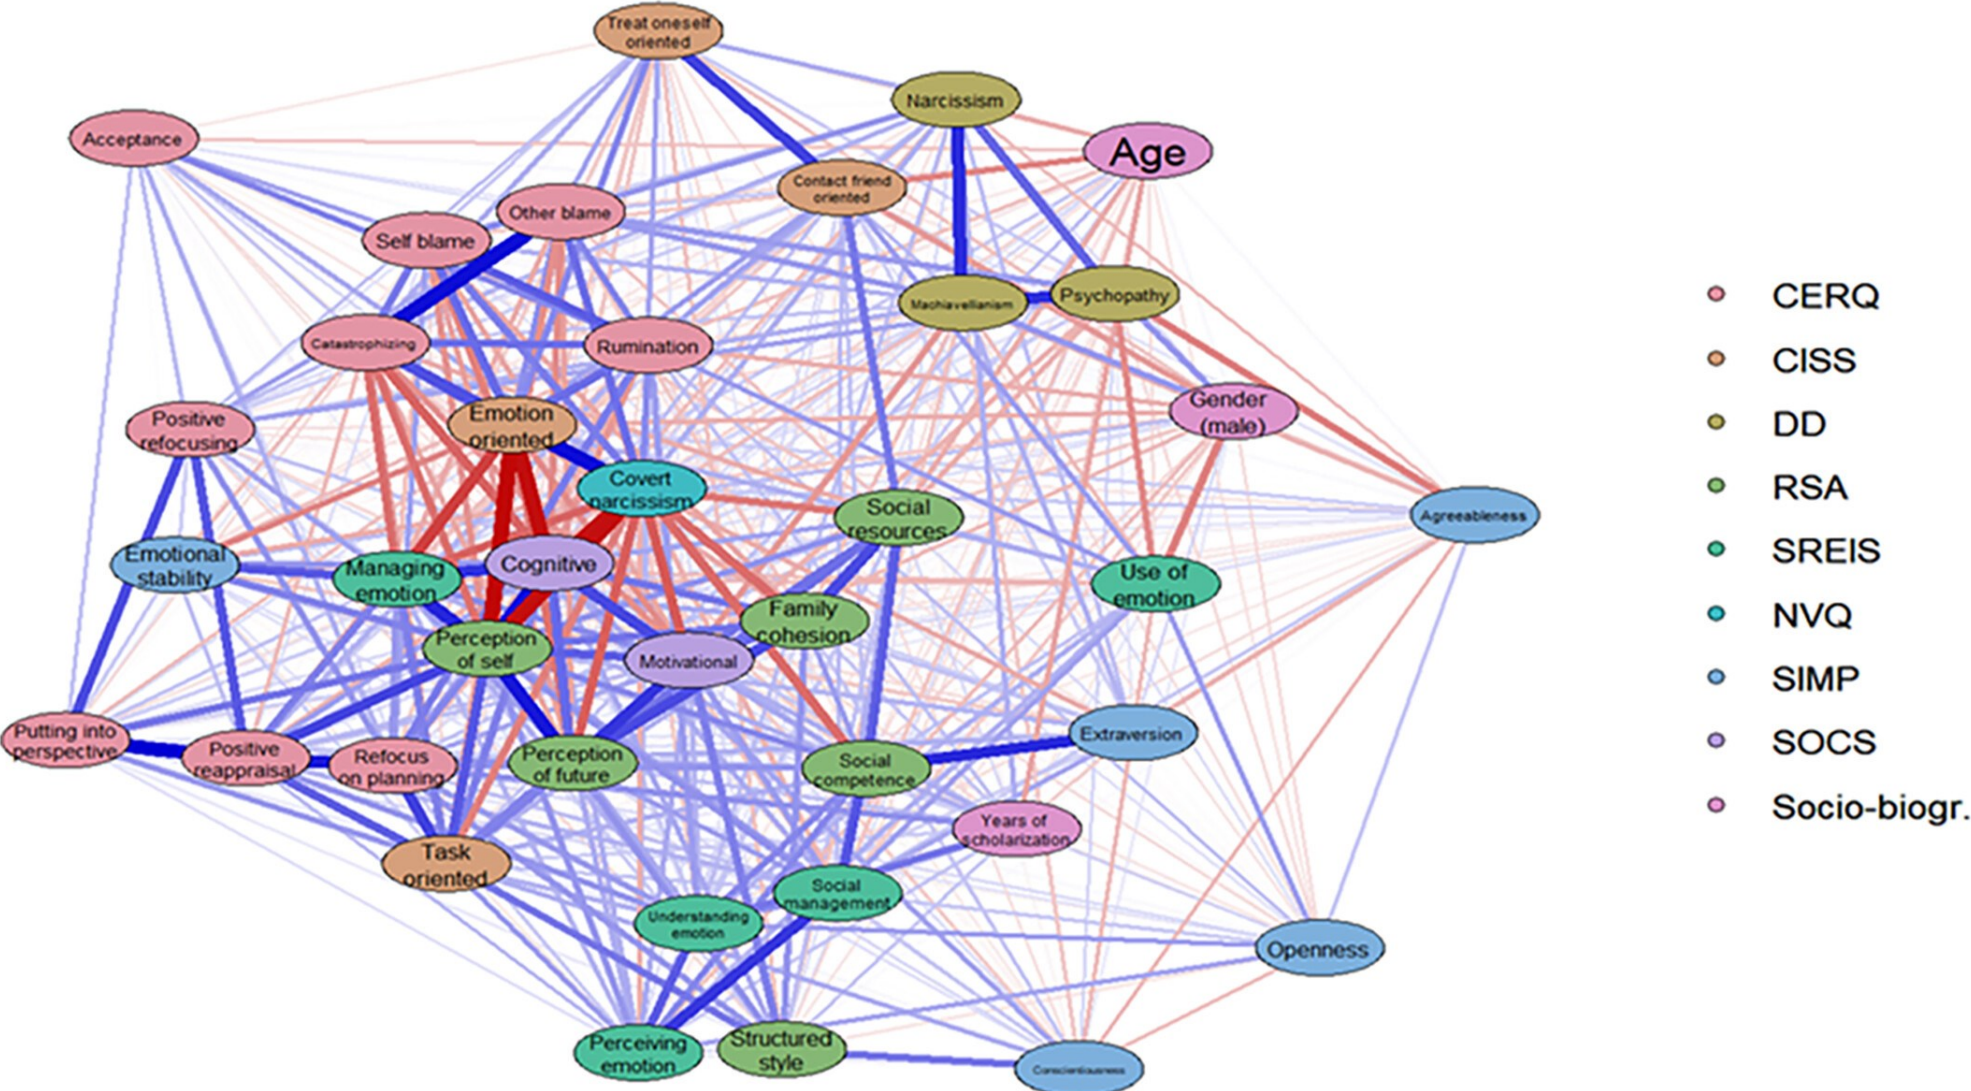 Treat oneself
oriented
Narcissism
Acceptance
Age
Contact friend
oriented
Other blame
Self blame
Machiavellianism
Psychopathy
Catastrophizing
Rumination
Gender
(male)
Positive
refocusing
Emotion
oriented
Covert
narcissism
Social
resources
Agreeableness
Emotional
stability
Managing
emotion
Cognitive
Use of
emotion
Family
cohesion
Perception
of self
Motivational
Putting into
perspective
Positive
reappraisal
Refocus
on planning
Perception
of future
Social
competence
Extraversion
Years of
scholarization
Task
oriented
Social
management
Understanding
emotion
Openness
Perceiving
emotion
Structured
style
Conscientiousness
CERQ
CISS
DD
RSA
SREIS
NVQ
SIMP
SOCS
Socio-biogr.